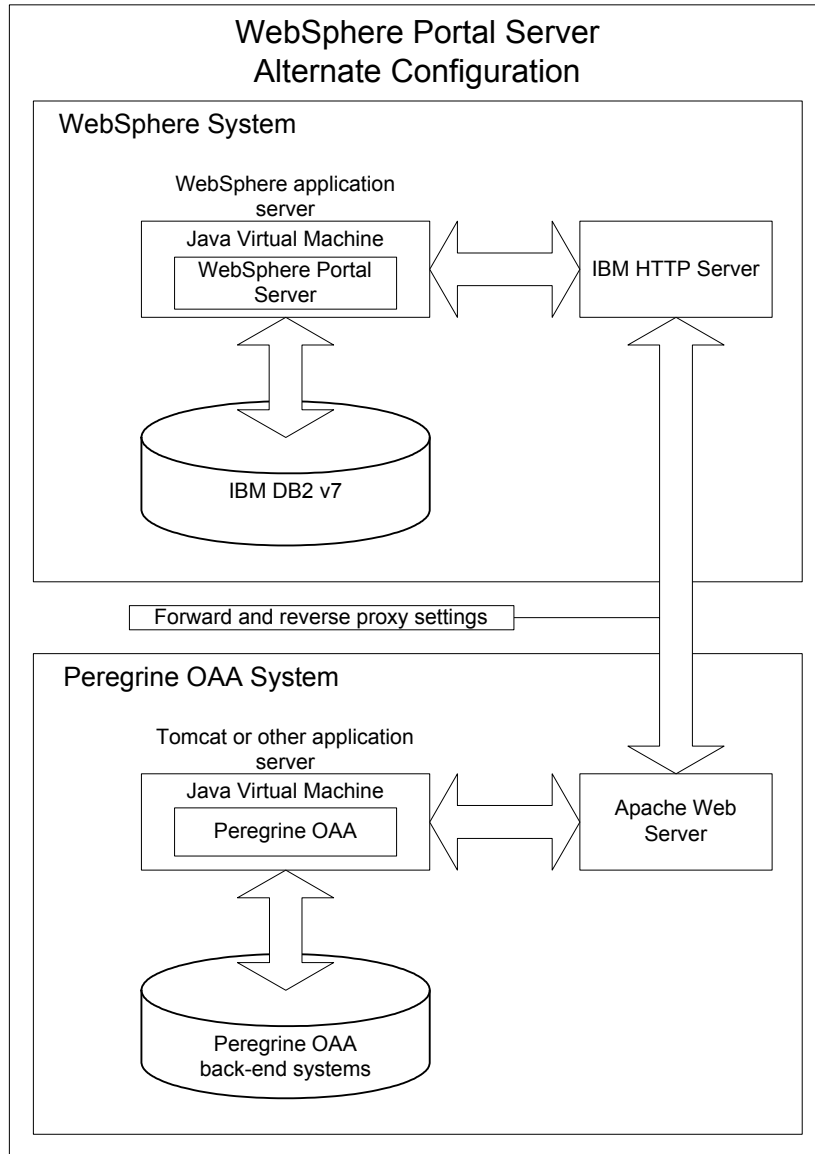 WebSphere Portal Server
Alternate Configuration
WebSphere System
WebSphere application
server
Java Virtual Machine
WebSphere Portal
Server
IBM HTTP Server
IBM DB2 v7
Forward and reverse proxy settings
Peregrine OAA System
Tomcat or other application
server
Java Virtual Machine
Peregrine OAA
Apache Web
Server
Peregrine OAA
back-end systems